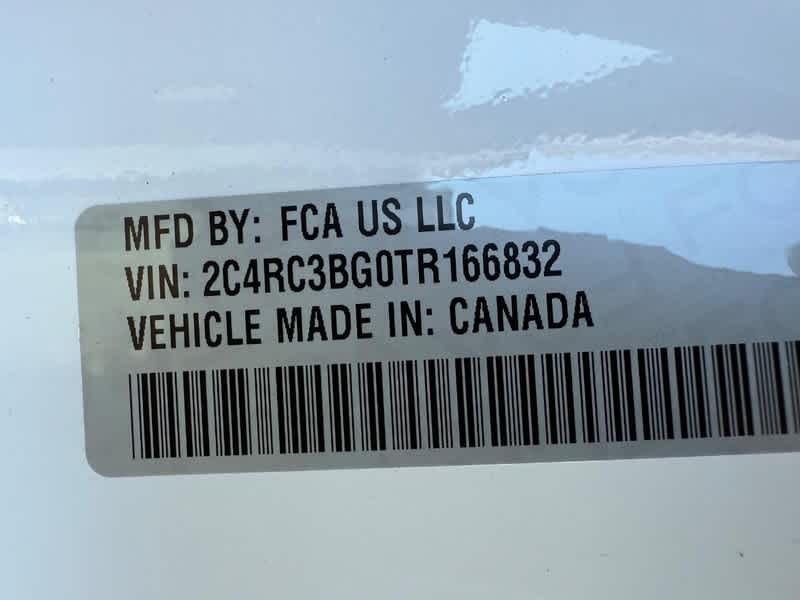 MFD BY: FCA US LLC
VIN: 2C4RC3BG0TR166832
VEHICLE MADE IN: CANADA